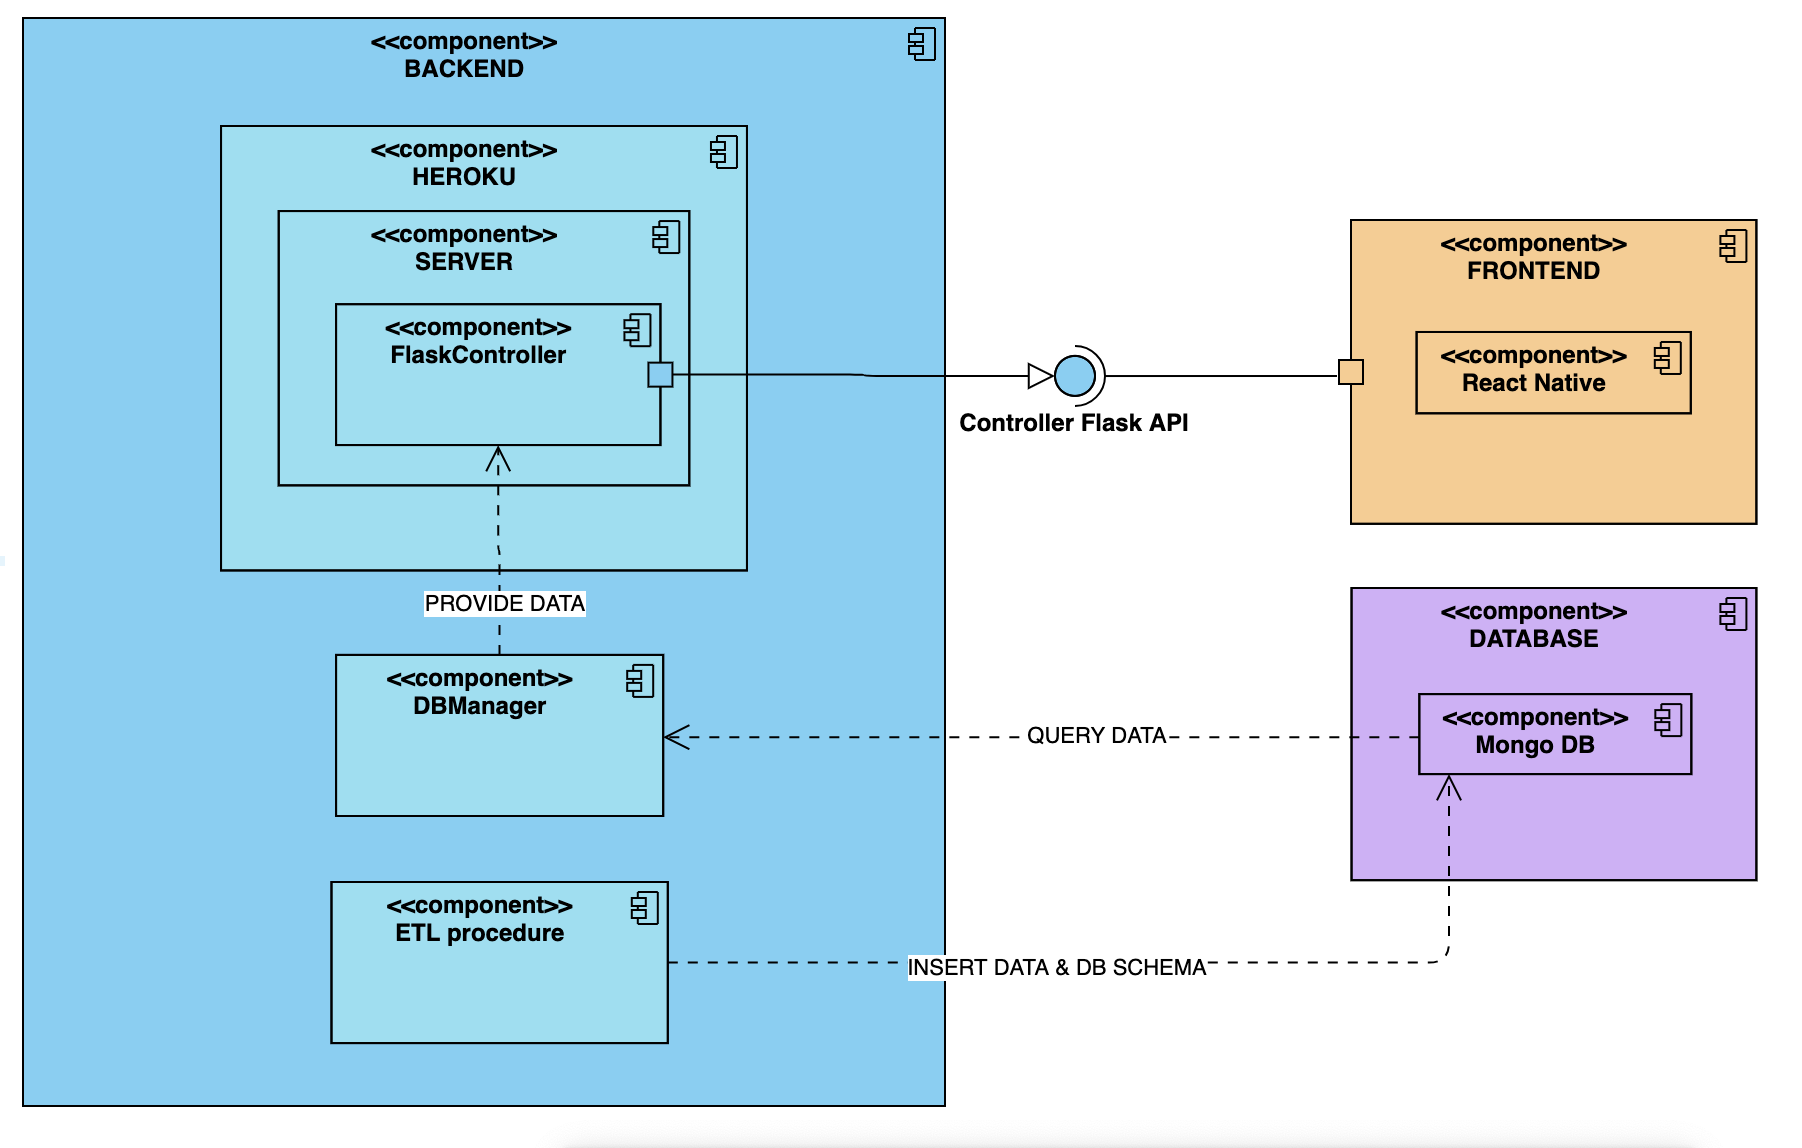 <<component>>
BACKEND
<<component>>
HEROKU
<<component>>
SERVER
<<component>>
FlaskController
Controller Flask API
<<component>>
FRONTEND
<<component>>
React Native
PROVIDE DATA
<<component>>
DBManager
QUERY DATA
<<component>>
DATABASE
<<component>>
Mongo DB
<<component>>
ETL procedure
INSERT DATA & DB SCHEMA